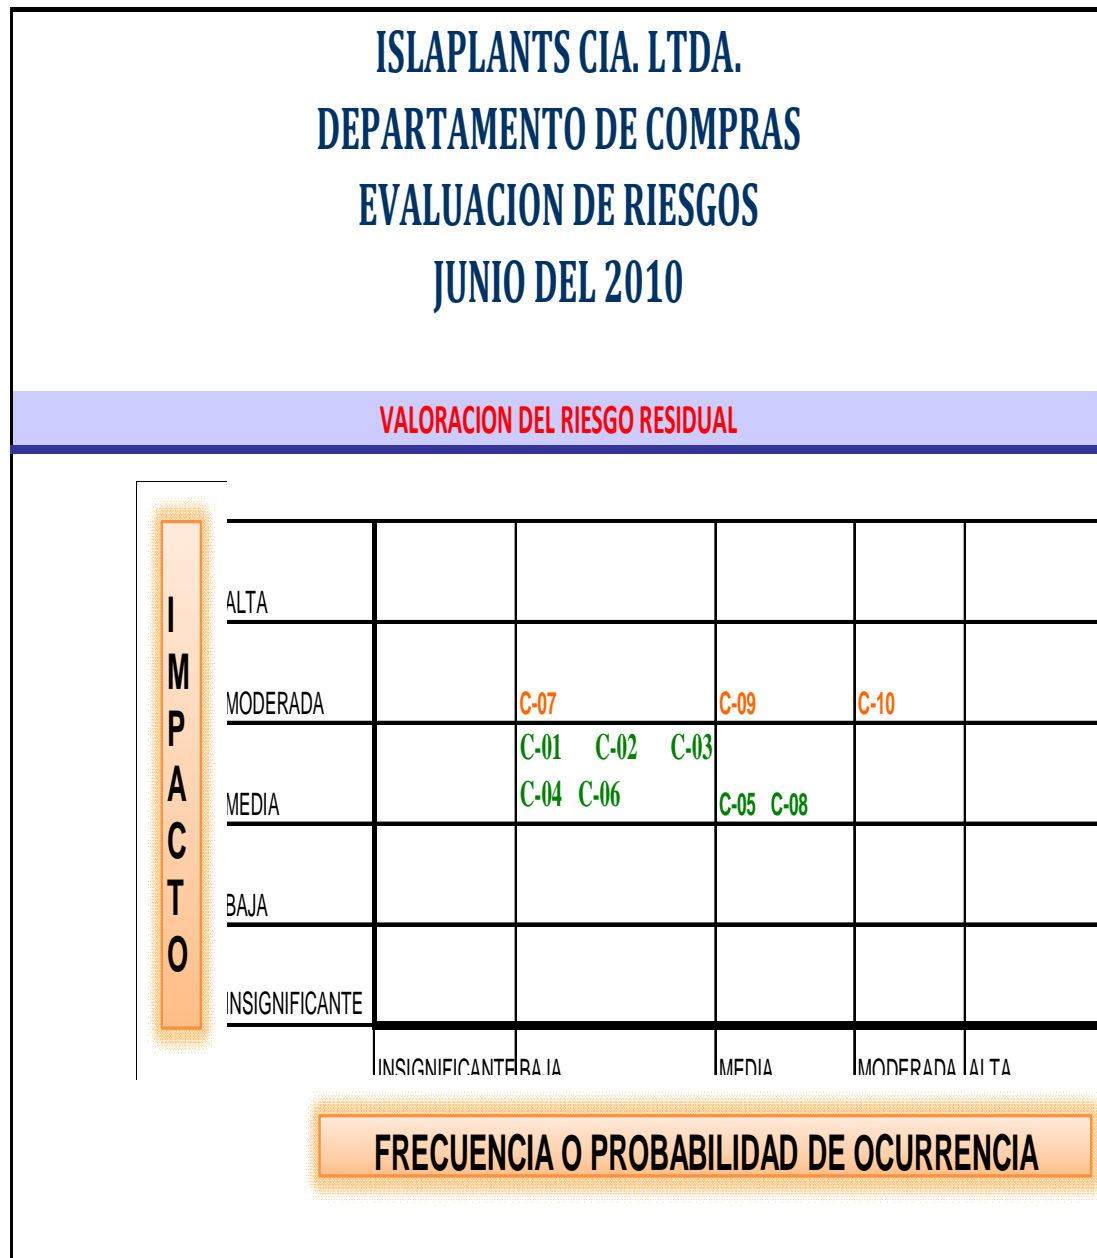 ISLAPLANTS CIA. LTDA.
DEPARTAMENTO DE COMPRAS
EVALUACION DE RIESGOS
JUNIO DEL 2010
VALORACION DEL RIESGO RESIDUAL
IMPACTO
ALTA
MODERADA C-07 C-09 C-10
C-01 C-02 C-03
C-04 C-06
MEDIA C-05 C-08
BAJA
INSIGNIFICANTE
INSIGNIFICANTE BAJA MEDIA MODERADA ALTA
FRECUENCIA O PROBABILIDAD DE OCURRENCIA